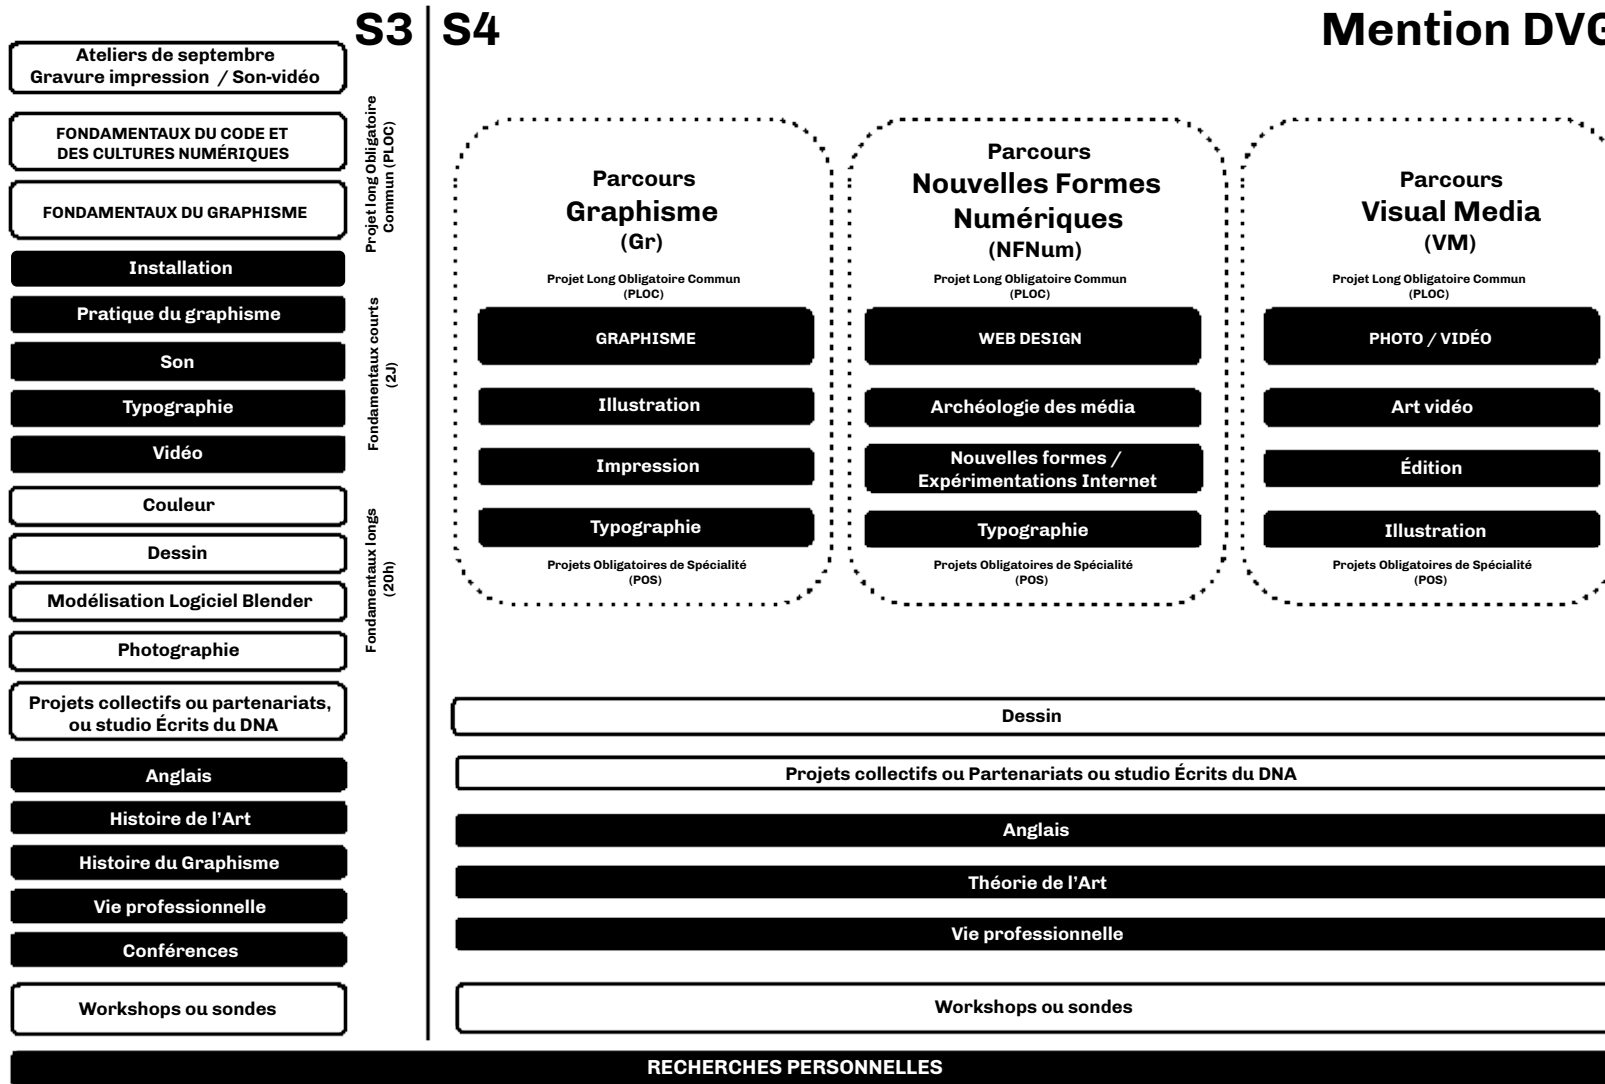 S3
S4
Mention DVG
Ateliers de septembre
Gravure impression / Son-vidéo
FONDAMENTAUX DU CODE ET
DES CULTURES NUMÉRIQUES
FONDAMENTAUX DU GRAPHISME
Projet long Obligatoire
Commun (PLOC)
Installation
Pratique du graphisme
Son
Typographie
Vidéo
Fondamentaux courts
(2J)
Couleur
Dessin
Modélisation Logiciel Blender
Photographie
Fondamentaux longs
(20h)
Projets collectifs ou partenariats,
ou studio Écrits du DNA
Anglais
Histoire de l'Art
Histoire du Graphisme
Vie professionnelle
Conférences
Workshops ou sondes
Parcours
Graphisme
(Gr)
Projet Long Obligatoire Commun
(PLOC)
GRAPHISME
Illustration
Impression
Typographie
Projets Obligatoires de Spécialité
(POS)
Parcours
Nouvelles Formes
Numériques
(NFNum)
Projet Long Obligatoire Commun
(PLOC)
WEB DESIGN
Archéologie des média
Nouvelles formes /
Expérimentations Internet
Typographie
Projets Obligatoires de Spécialité
(POS)
Parcours
Visual Media
(VM)
Projet Long Obligatoire Commun
(PLOC)
PHOTO / VIDÉO
Art vidéo
Édition
Illustration
Projets Obligatoires de Spécialité
(POS)
Dessin
Projets collectifs ou Partenariats ou studio Écrits du DNA
Anglais
Théorie de l'Art
Vie professionnelle
Workshops ou sondes
RECHERCHES PERSONNELLES